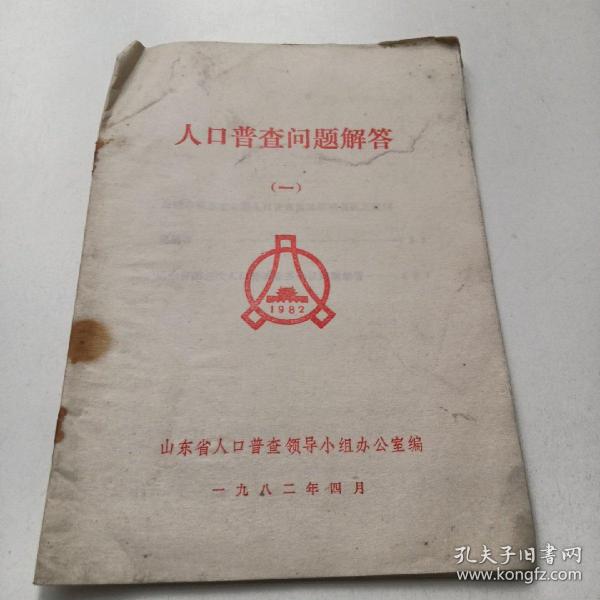 人口普查问题解答
（一）
1982
山东省人口普查领导小组办公室编
一九八二年四月
孔夫子旧书网
www.kongfz.com